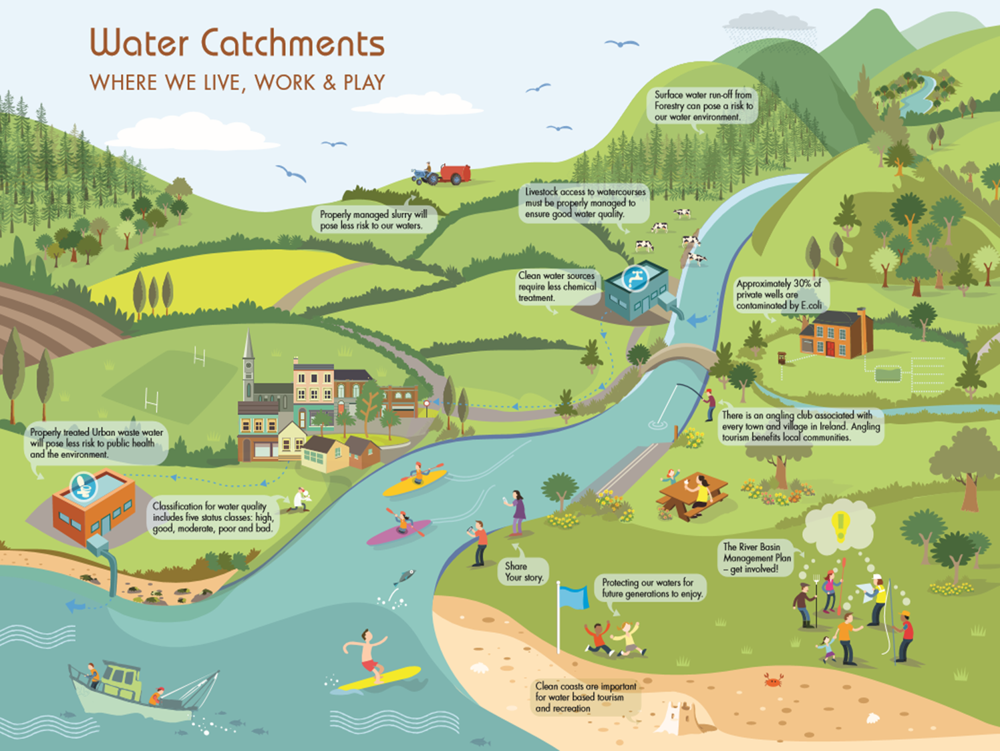 Water Catchments
WHERE WE LIVE, WORK & PLAY
Surface water run-off from
Forestry can pose a risk to
our water environment.
Livestock access to watercourses
must be properly managed to
ensure good water quality.
Properly managed slurry will
pose less risk to our waters.
Clean water sources
require less chemical
treatment.
Approximately 30% of
private wells are
contaminated by E.coli
There is an angling club associated with
every town and village in Ireland. Angling
tourism benefits local communities.
Properly treated Urban waste water
will pose less risk to public health
and the environment.
Classification for water quality
includes five status classes: high,
good, moderate, poor and bad.
Share
Your story.
The River Basin
Management Plan
– get involved!
Protecting our waters for
future generations to enjoy.
Clean coasts are important
for water based tourism
and recreation